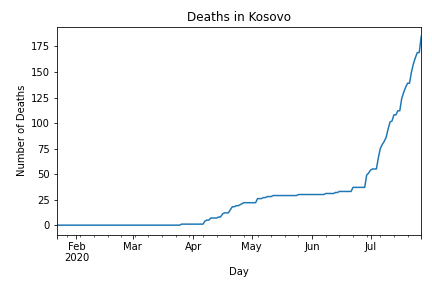 Deaths in Kosovo
Number of Deaths
175
150
125
100
75
50
25
0
Feb
2020
Mar
Apr
May
Jun
Jul
Day